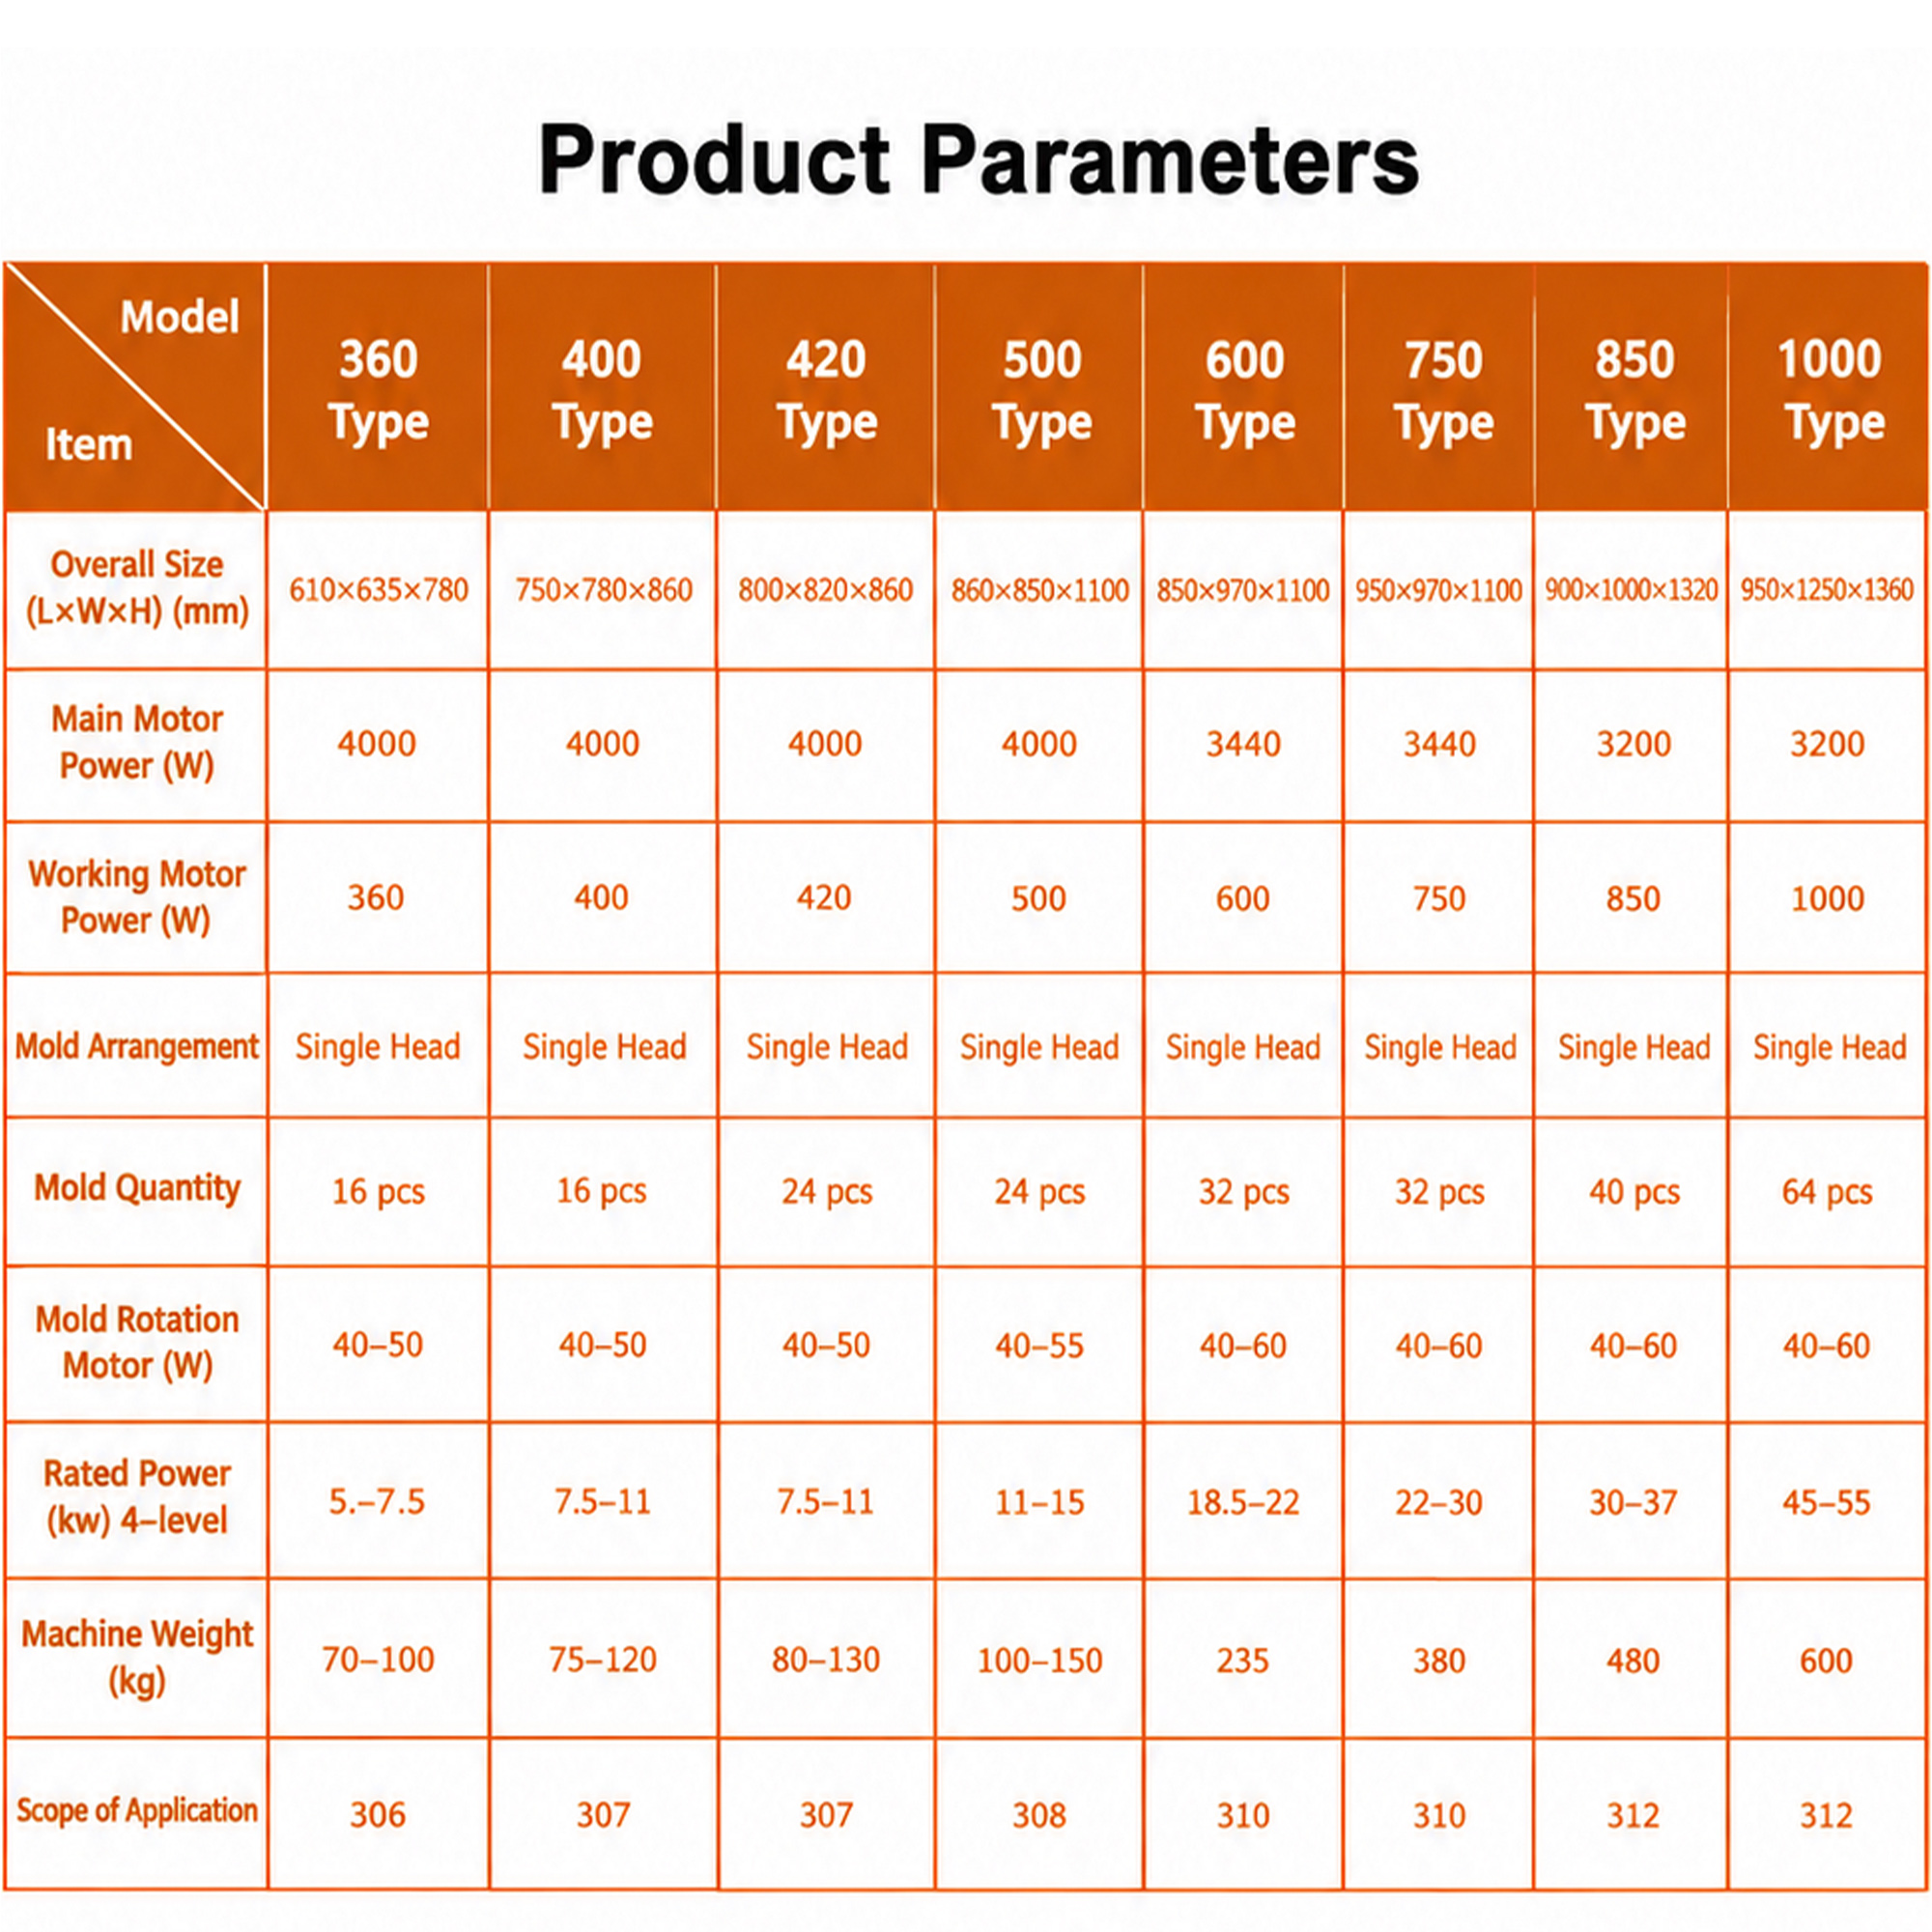 Product Parameters
Model
Item
360 Type
400 Type
420 Type
500 Type
600 Type
750 Type
850 Type
1000 Type
Overall Size
(L×W×H) (mm)
610×635×780
750×780×860
800×820×860
860×850×1100
850×970×1100
950×970×1100
900×1000×1320
950×1250×1360
Main Motor
Power (W)
4000
4000
4000
4000
3440
3440
3200
3200
Working Motor
Power (W)
360
400
420
500
600
750
850
1000
Mold Arrangement
Single Head
Single Head
Single Head
Single Head
Single Head
Single Head
Single Head
Single Head
Mold Quantity
16 pcs
16 pcs
24 pcs
24 pcs
32 pcs
32 pcs
40 pcs
64 pcs
Mold Rotation
Motor (W)
40–50
40–50
40–50
40–55
40–60
40–60
40–60
40–60
Rated Power
(kw) 4–level
5.–7.5
7.5–11
7.5–11
11–15
18.5–22
22–30
30–37
45–55
Machine Weight
(kg)
70–100
75–120
80–130
100–150
235
380
480
600
Scope of Application
306
307
307
308
310
310
312
312